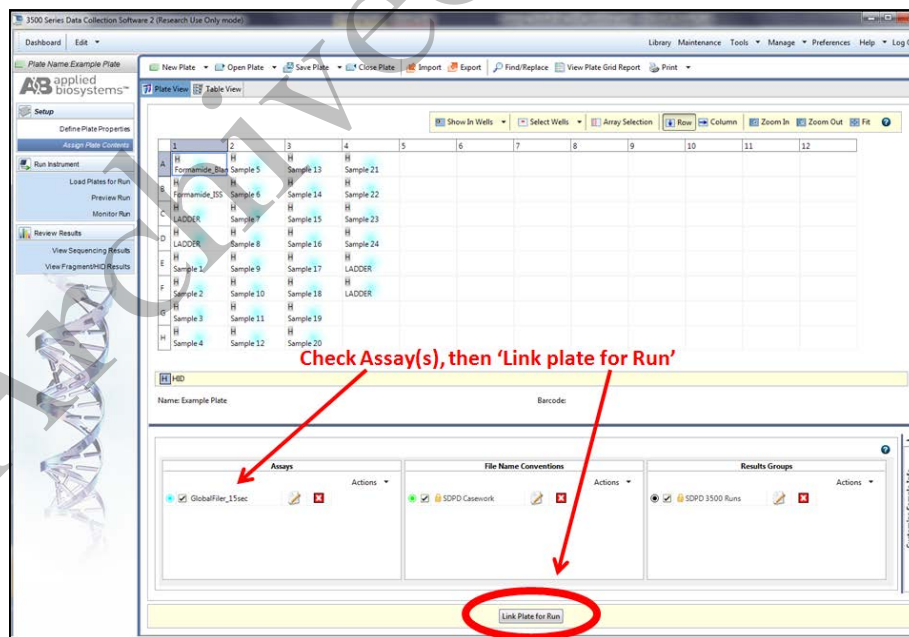 3500 Series Data Collection Software 2 (Research Use Only mode)
Dashboard Edit Library Maintenance Tools Manage Preferences Help
Plate Name Example Plate
New Plate Open Plate Save Plate Close Plate Import Export Find/Replace View Plate Grid Report Print
AB applied biosystems™
Plate View Table View
Setup
Define Plate Properties
Assign Plate Contents
Run Instrument
Load Plates for Run
Preview Run
Monitor Run
Review Results
View Sequencing Results
View Fragment/HID Results
Show In Wells Select Wells Array Selection Row Column Zoom In Zoom Out Fit
1 2 3 4 5 6 7 8 9 10 11 12
H H H H
A Formamide_Blan Sample 5 Sample 13 Sample 21
H H H H
B Formamide_ISS Sample 6 Sample 14 Sample 22
H H H H
C LADDER Sample 7 Sample 15 Sample 23
H H H H
D LADDER Sample 8 Sample 16 Sample 24
H H H H
E Sample 1 Sample 9 Sample 17 LADDER
H H H H
F Sample 2 Sample 10 Sample 18 LADDER
H H H
G Sample 3 Sample 11 Sample 19
H H H
H Sample 4 Sample 12 Sample 20
Check Assay(s), then ‘Link plate for Run’
H HID
Name: Example Plate Barcode:
Assays File Name Conventions Results Groups
Actions Actions Actions
GlobalFiler_15sec SDPD Casework SDPD 3500 Runs
Link Plate for Run
Archived